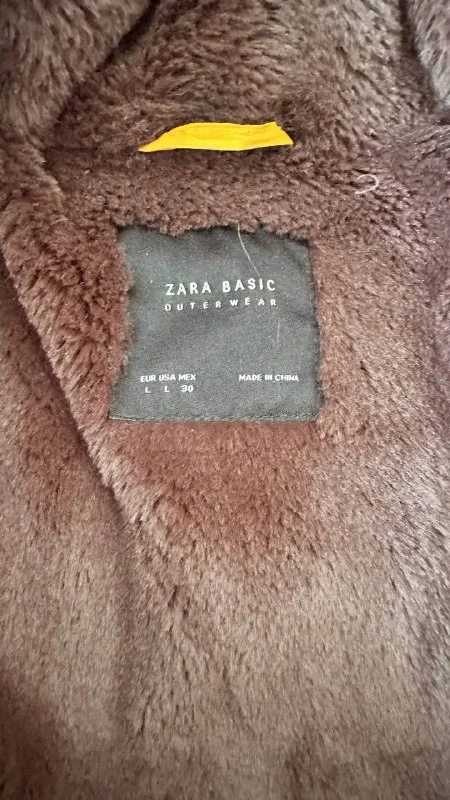 ZARA BASIC
OUTERWEAR
EUR USA MEX
L L 30
MADE IN CHINA